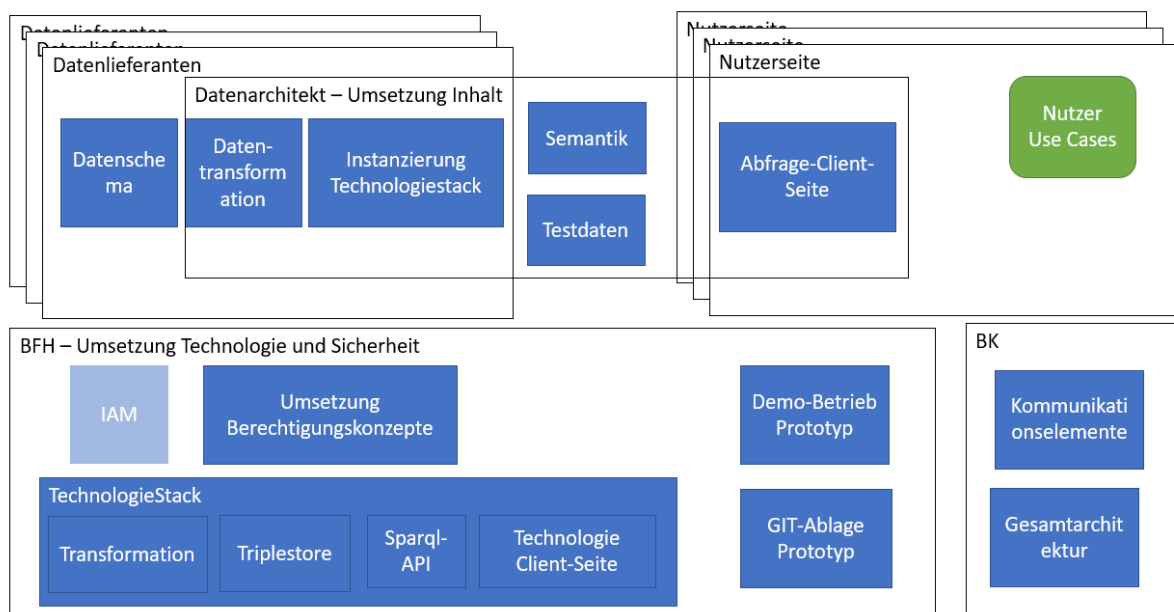 Datenlieferanten
Datenlieferanten
Datenlieferanten
Nutzerseite
Nutzerseite
Nutzerseite
Datenarchitekt – Umsetzung Inhalt
Datensche
ma
Daten-
transform
ation
Instanzierung
Technologiestack
Semantik
Testdaten
Abfrage-Client-
Seite
Nutzer
Use Cases
BFH – Umsetzung Technologie und Sicherheit
IAM
Umsetzung
Berechtigungskonzepte
Demo-Betrieb
Prototyp
TechnologieStack
Transformation
Triplestore
Sparql-
API
Technologie
Client-Seite
GIT-Ablage
Prototyp
BK
Kommunikati
onselemente
Gesamtarchit
ektur